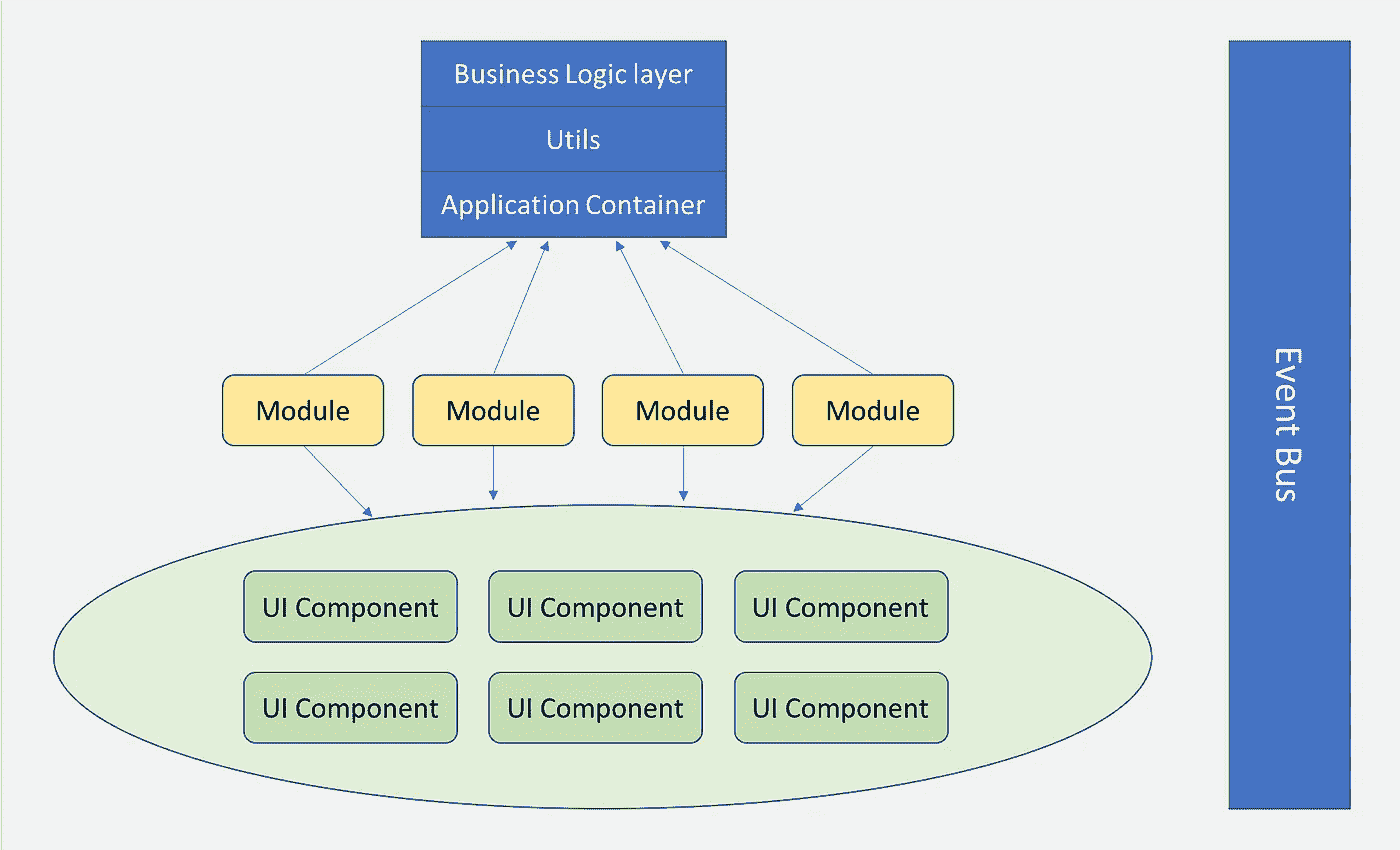 Business Logic layer
Utils
Application Container
Module
Module
Module
Module
UI Component
UI Component
UI Component
UI Component
UI Component
UI Component
Event Bus